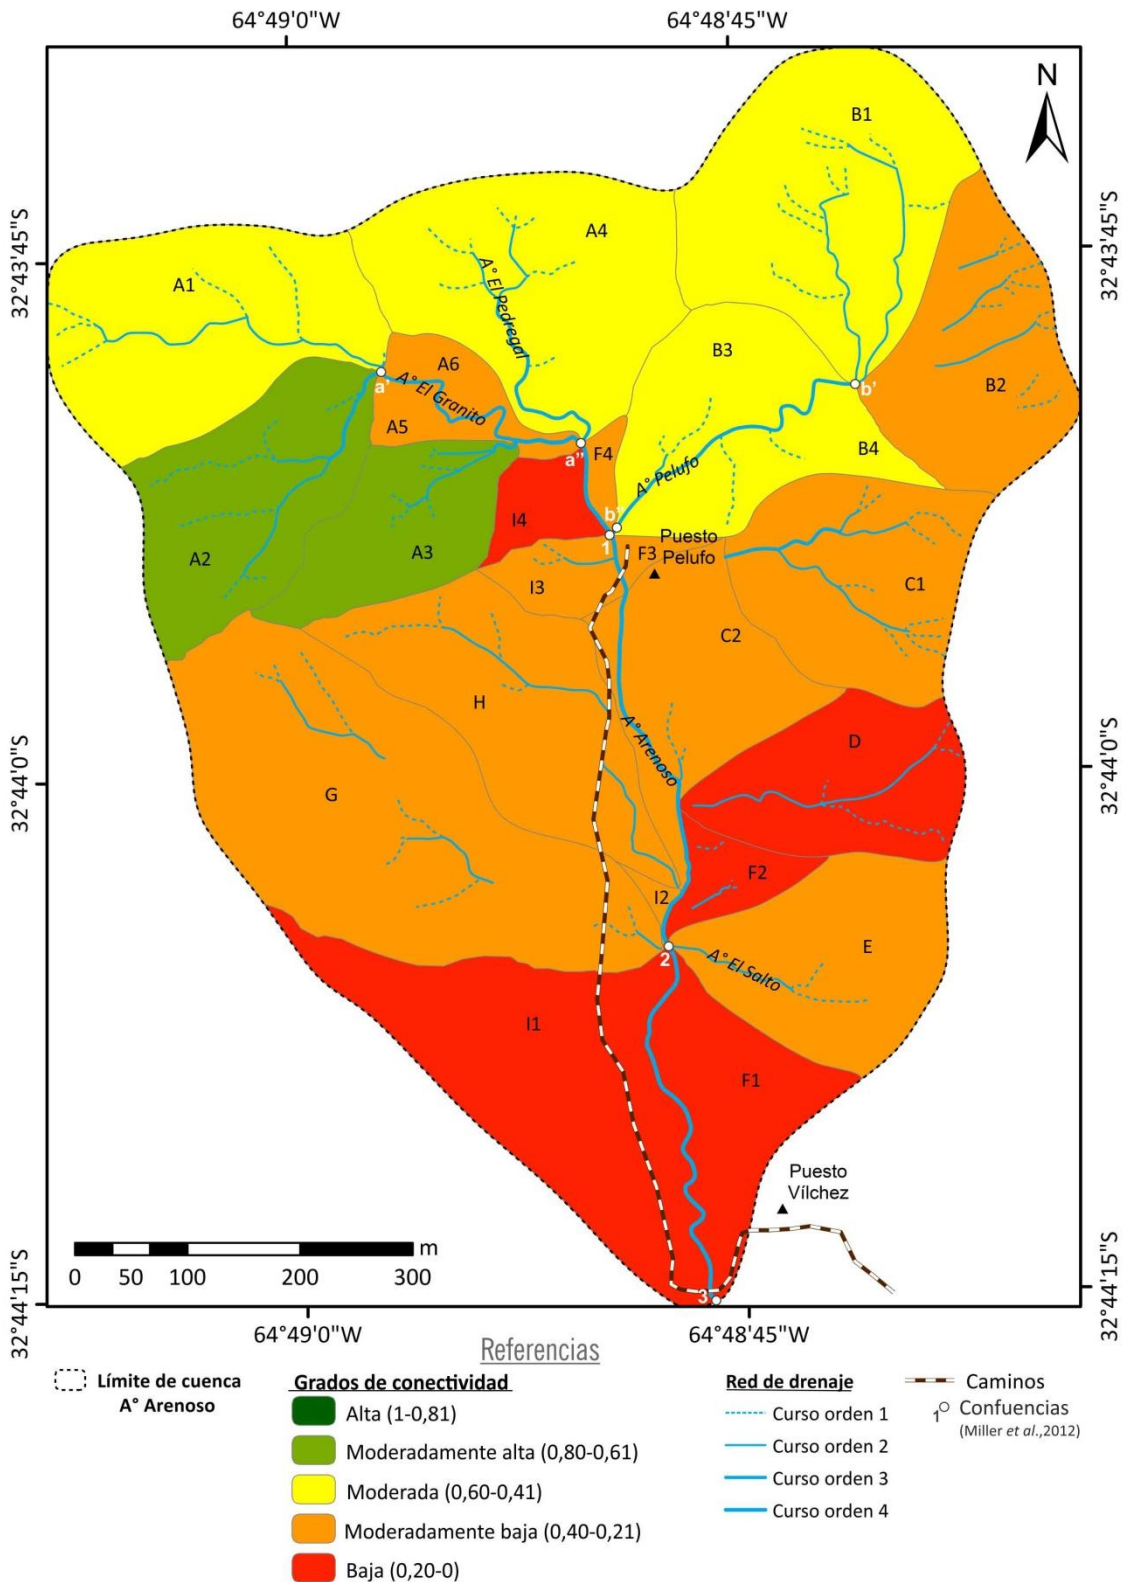 64°49'0"W
64°48'45"W
N
B1
A4
32°43'45"S
32°43'45"S
A1
A° El Pedregal
B3
A6
a'
A° El Granito
b'
B2
A5
B4
F4
a"
A° Pelufo
I4
b"
1
Puesto
Pelufo
F3
A2
A3
I3
C1
C2
H
A° Arenoso
D
32°44'0"S
32°44'0"S
G
F2
I2
E
2
A° El Salto
I1
F1
Puesto
Vílchez
m
0 50 100 200 300
3
32°44'15"S
32°44'15"S
64°49'0"W
64°48'45"W
Referencias
Límite de cuenca
A° Arenoso
Grados de conectividad
Alta (1-0,81)
Moderadamente alta (0,80-0,61)
Moderada (0,60-0,41)
Moderadamente baja (0,40-0,21)
Baja (0,20-0)
Red de drenaje
Curso orden 1
Curso orden 2
Curso orden 3
Curso orden 4
Caminos
1 Confuencias
(Miller et al.,2012)